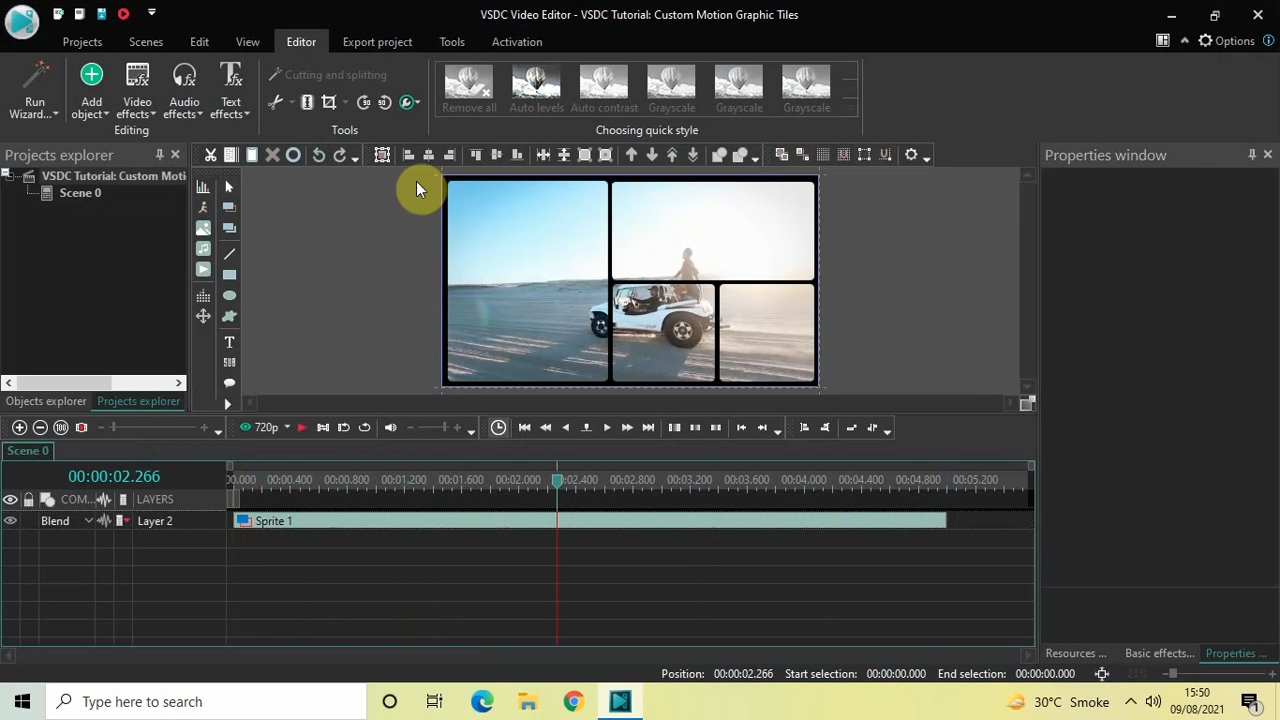 VSDC Video Editor - VSDC Tutorial: Custom Motion Graphic Tiles
Projects Scenes Edit View Editor Export project Tools Activation
Options
Run Wizard...
Add object
Video effects
Audio effects
Text effects
Editing
Cutting and splitting
Tools
Remove all Auto levels Auto contrast Grayscale Grayscale Grayscale
Choosing quick style
Projects explorer
VSDC Tutorial: Custom Moti
Scene 0
Objects explorer Projects explorer
Properties window
720p
Scene 0
00:00:02.266
0.000 00:00.400 00:00.800 00:01.200 00:01.600 00:02.000 0:02.400 00:02.800 00:03.200 00:03.600 00:04.000 00:04.400 00:04.800 00:05.200
COM... LAYERS
Blend Layer 2 Sprite 1
Resources ... Basic effects... Properties ...
Position: 00:00:02.266 Start selection: 00:00:00.000 End selection: 00:00:00.000 21%
Type here to search
30°C Smoke
15:50
09/08/2021
1